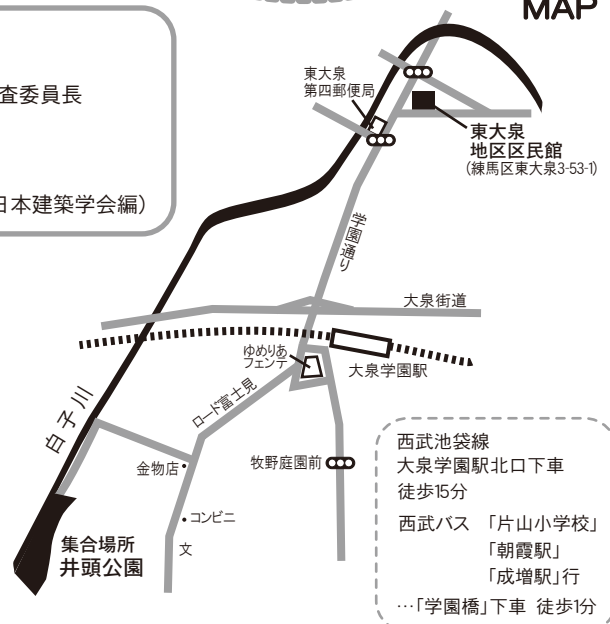 MAP
査委員長
日本建築学会編）
東大泉
第四郵便局
東大泉
地区区民館
(練馬区東大泉3-53-1)
学園通り
大泉街道
ゆめりあ
フェンテ
大泉学園駅
ロード富士見
白子川
金物店
牧野庭園前
コンビニ
文
集合場所
井頭公園
西武池袋線
大泉学園駅北口下車
徒歩15分
西武バス 「片山小学校」
「朝霞駅」
「成増駅」行
…「学園橋」下車 徒歩1分